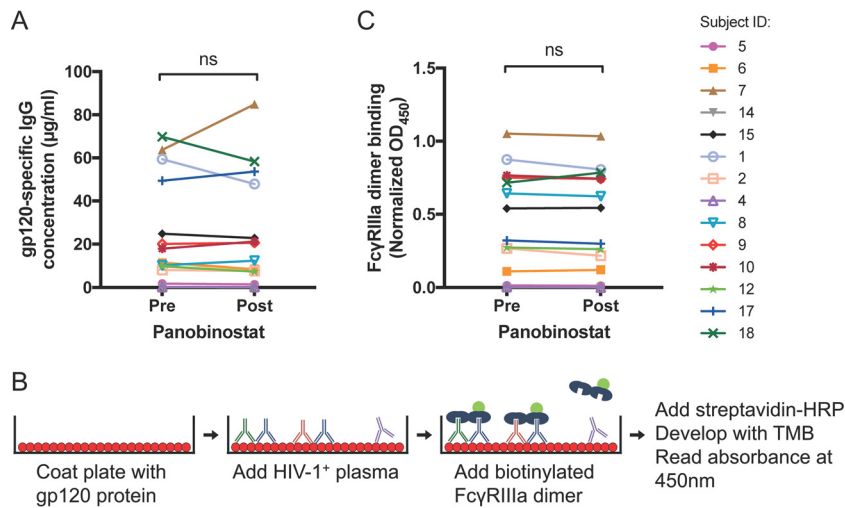 A
ns
gp120-specific IgG
concentration (µg/ml)
100
80
60
40
20
0
Pre
Post
Panobinostat
C
ns
FcγRIIIa dimer binding
(Normalized OD450)
1.5
1.0
0.5
0.0
Pre
Post
Panobinostat
Subject ID:
5
6
7
14
15
1
2
4
8
9
10
12
17
18
B
Coat plate with
gp120 protein
Add HIV-1⁺ plasma
Add biotinylated
FcγRIIIa dimer
Add streptavidin-HRP
Develop with TMB
Read absorbance at
450nm